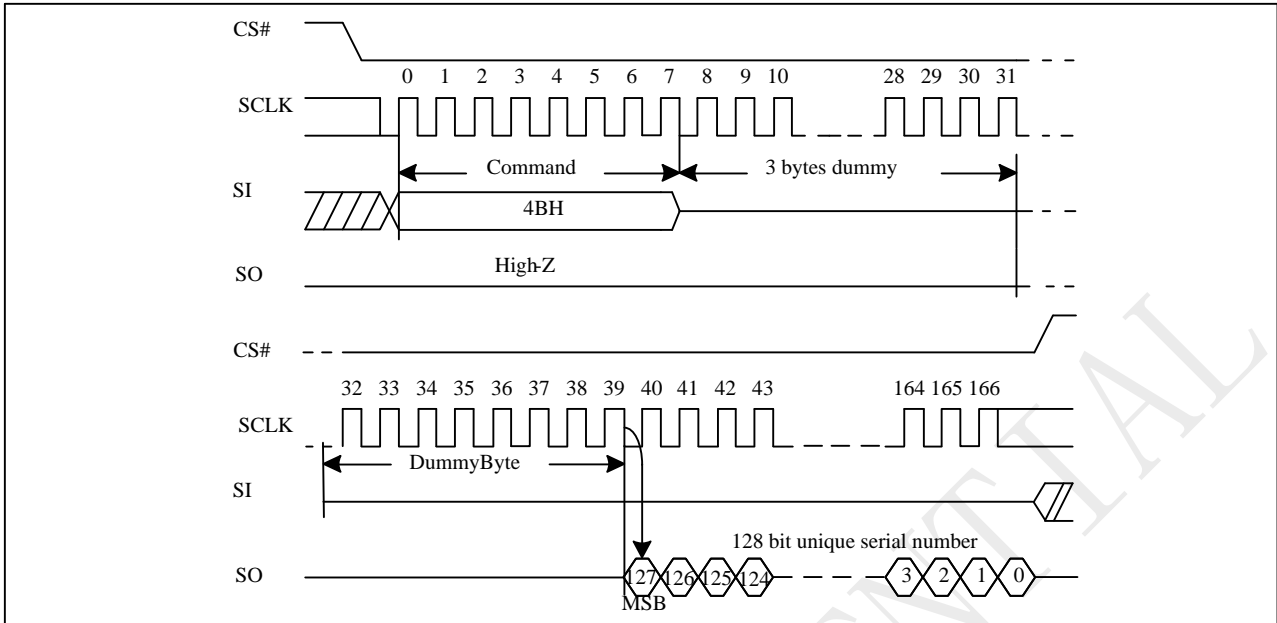 CS#
0 1 2 3 4 5 6 7 8 9 10 28 29 30 31
SCLK
Command 3 bytes dummy
SI
4BH
High-Z
SO
CS#
32 33 34 35 36 37 38 39 40 41 42 43 164 165 166
SCLK
DummyByte
SI
128 bit unique serial number
SO 127 126 125 124 3 2 1 0
MSB
NTIAL